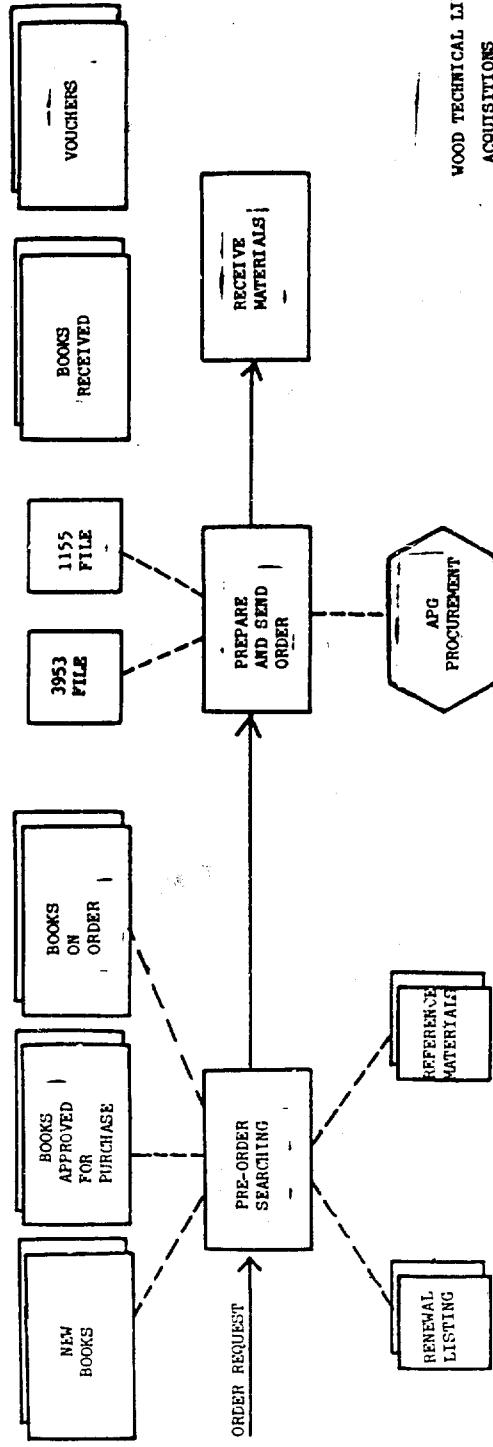 NEW
BOOKS
BOOKS
APPROVED
FOR
PURCHASE
BOOKS
ON
ORDER
3953
FILE
1155
FILE
BOOKS
RECEIVED
VOUCHERS
ORDER REQUEST
PRE-ORDER
SEARCHING
PREPARE
AND SEND
ORDER
RECEIVE
MATERIALS
RENEWAL
LISTING
REFERENCE
MATERIALS
APG
PROCUREMENT
WOOD TECHNICAL LI
ACQUISITIONS